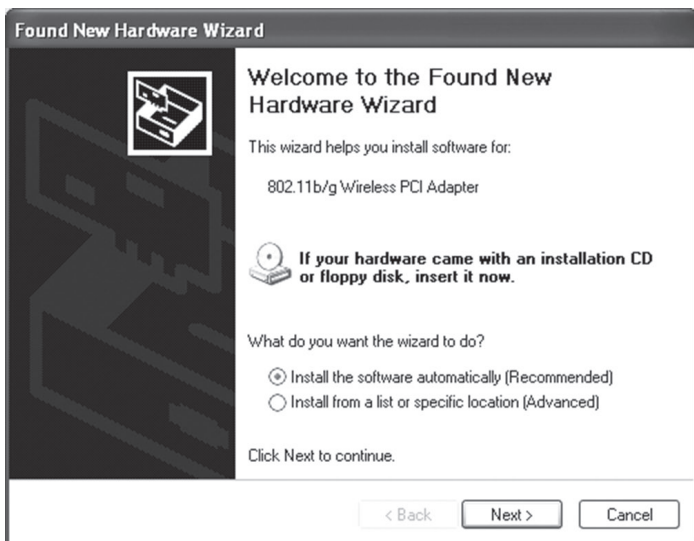 Found New Hardware Wizard
Welcome to the Found New
Hardware Wizard
This wizard helps you install software for:
802.11b/g Wireless PCI Adapter
If your hardware came with an installation CD
or floppy disk, insert it now.
What do you want the wizard to do?
Install the software automatically (Recommended)
Install from a list or specific location (Advanced)
Click Next to continue.
< Back
Next >
Cancel